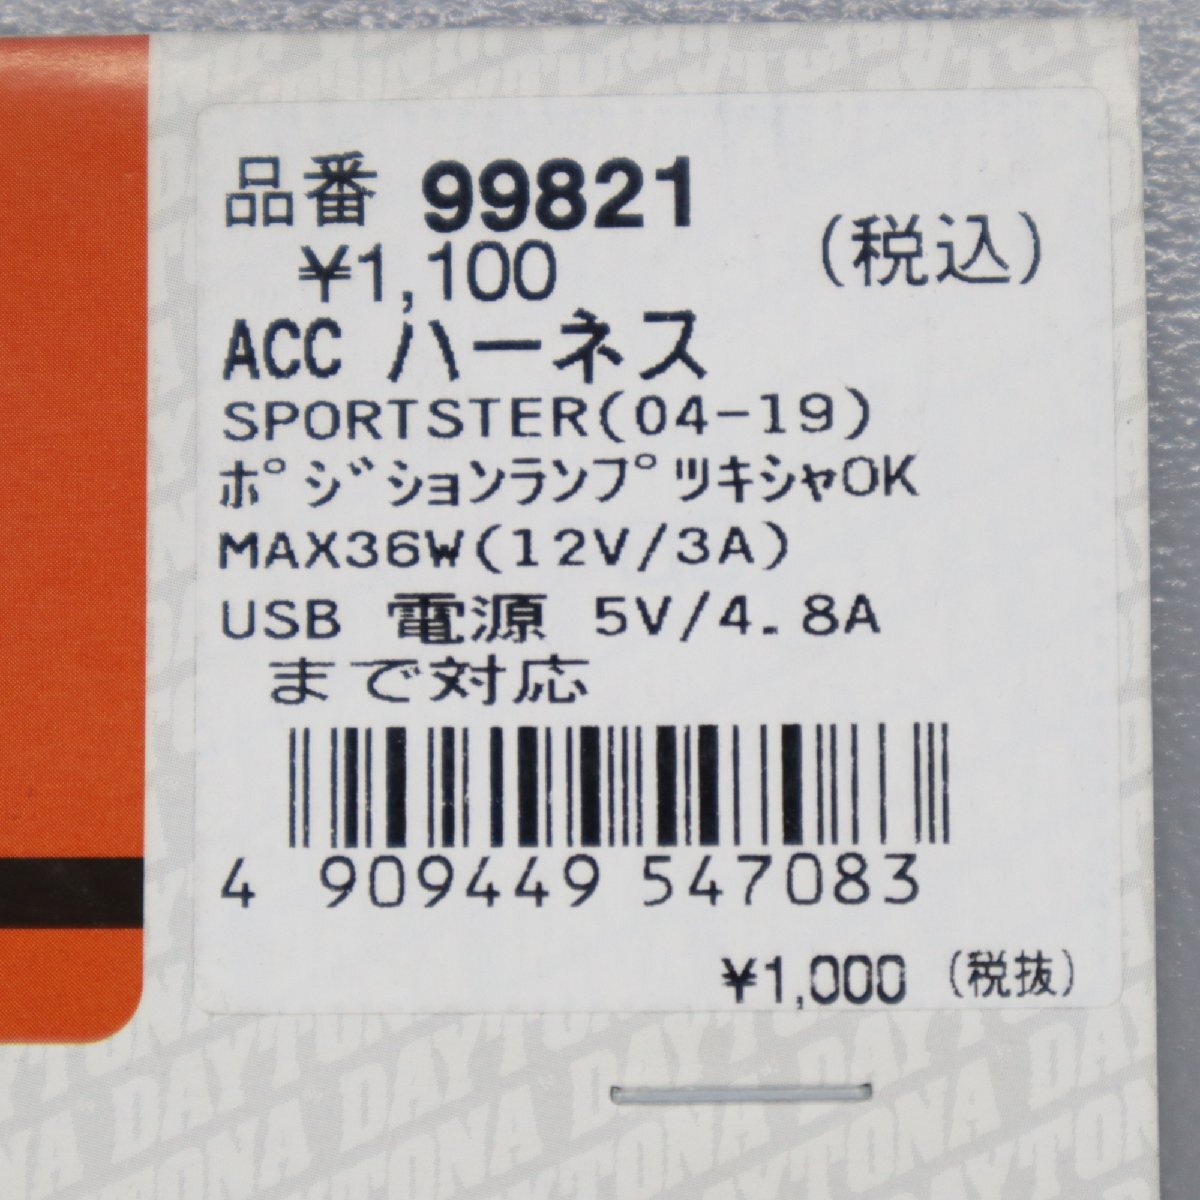 品番 99821
¥1,100 (税込)
ACC ハーネス
SPORTSTER(04-19)
ﾎﾟｼﾞｼｮﾝﾗﾝﾌﾟﾂｷｼｬOK
MAX36W(12V/3A)
USB 電源 5V/4.8A
まで対応
4 909449 547083
¥1,000 (税抜)
DAYTONA DAYTONA